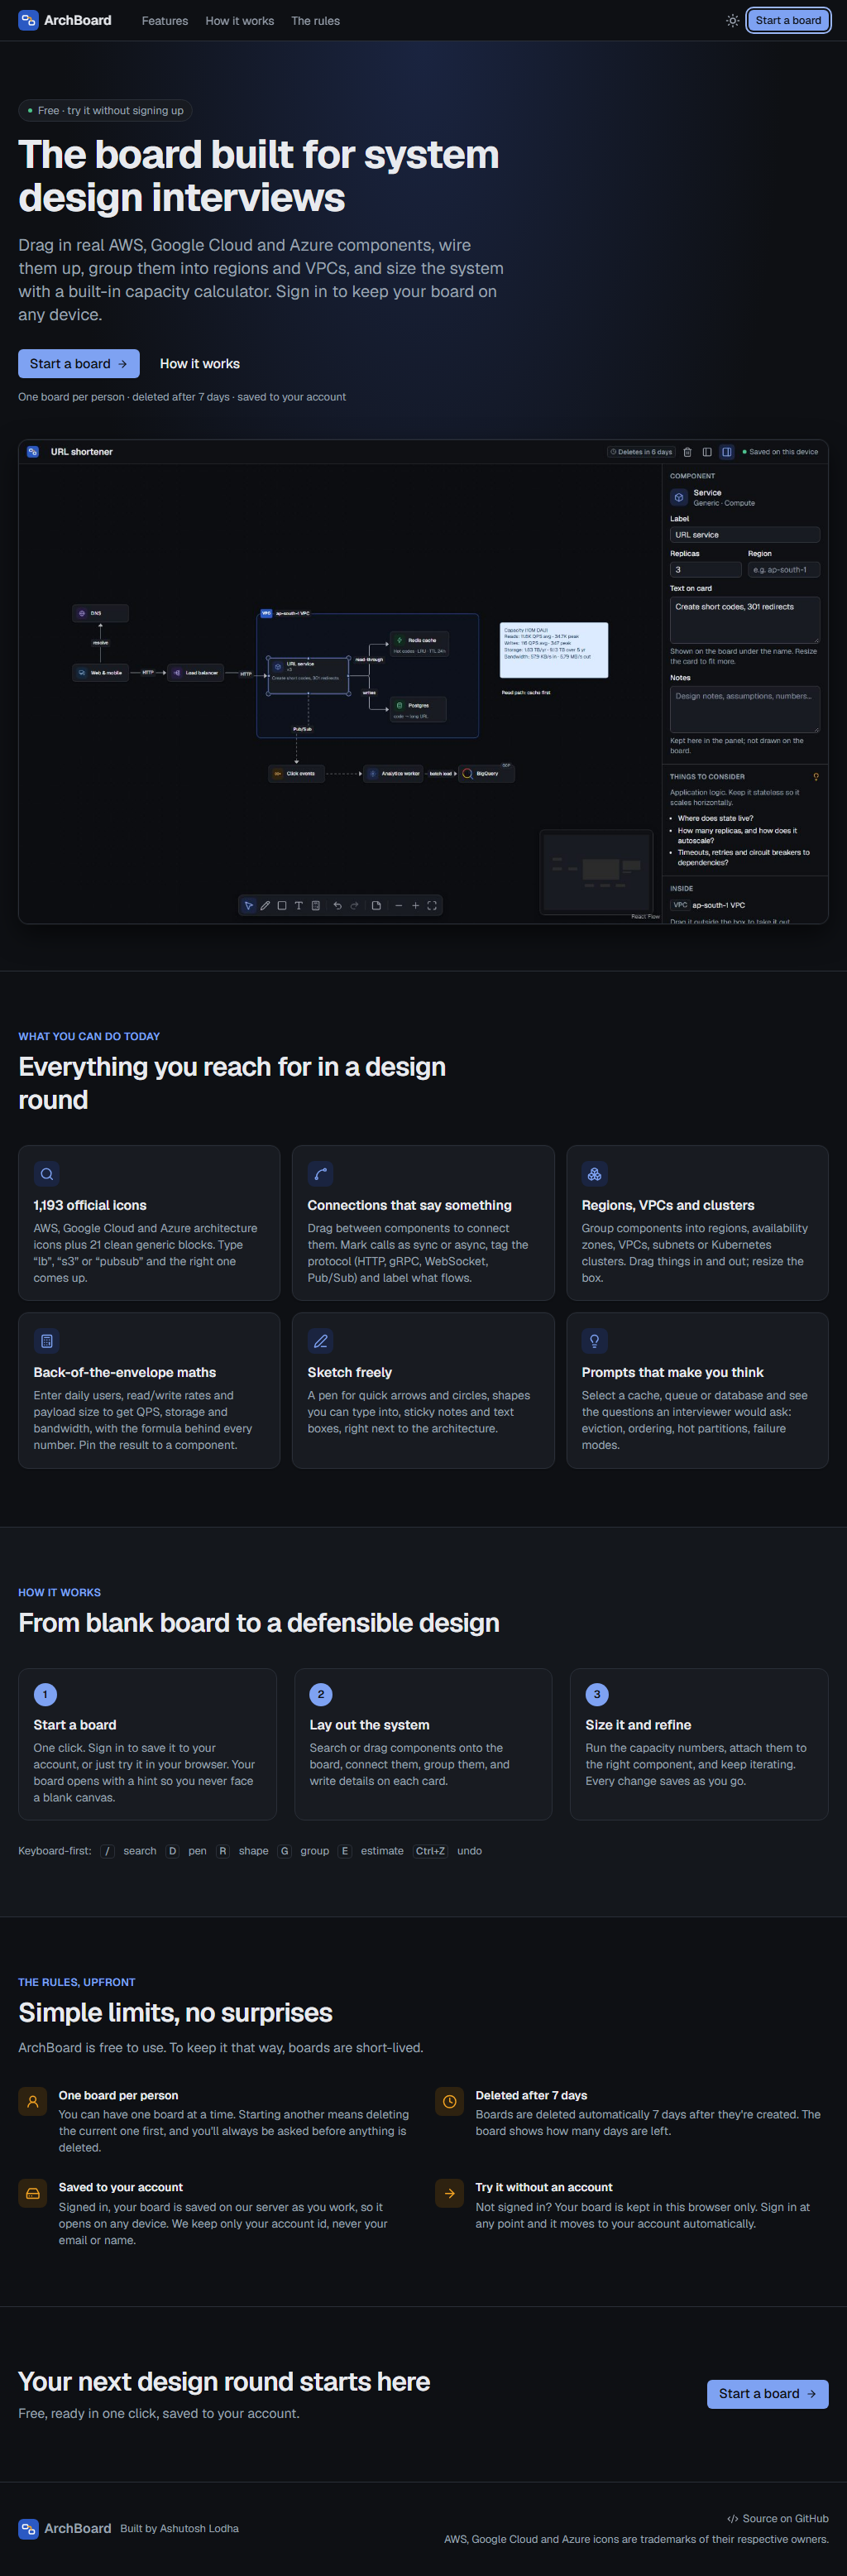 ArchBoard
Features
How it works
The rules
Start a board
Free · try it without signing up
The board built for system
design interviews
Drag in real AWS, Google Cloud and Azure components, wire
them up, group them into regions and VPCs, and size the system
with a built-in capacity calculator. Sign in to keep your board on
any device.
Start a board →
How it works
One board per person · deleted after 7 days · saved to your account
URL shortener
Deletes in 6 days
Saved on this device
DNS
resolve
Web & mobile
HTTP
Load balancer
HTTP
VPC ap-south-1 VPC
URL service
×3
Create short codes, 301 redirects
read-through
Redis cache
Hot codes · LRU · TTL 24h
writes
Postgres
code → long URL
Pub/Sub
Click events
Analytics worker
batch load
BigQuery
GCP
Capacity (10M DAU)
Read path: cache first
React Flow
COMPONENT
Service
Generic · Compute
Label
URL service
Replicas
Region
3
e.g. ap-south-1
Text on card
Create short codes, 301 redirects
Shown on the board under the name. Resize
the card to fit more.
Notes
Design notes, assumptions, numbers...
Kept here in the panel; not drawn on the
board.
THINGS TO CONSIDER
Application logic. Keep it stateless so it
scales horizontally.
• Where does state live?
• How many replicas, and how does it
autoscale?
• Timeouts, retries and circuit breakers to
dependencies?
INSIDE
VPC ap-south-1 VPC
Drag it outside the box to take it out.
WHAT YOU CAN DO TODAY
Everything you reach for in a design
round
1,193 official icons
AWS, Google Cloud and Azure architecture
icons plus 21 clean generic blocks. Type
“lb”, “s3” or “pubsub” and the right one
comes up.
Connections that say something
Drag between components to connect
them. Mark calls as sync or async, tag the
protocol (HTTP, gRPC, WebSocket,
Pub/Sub) and label what flows.
Regions, VPCs and clusters
Group components into regions, availability
zones, VPCs, subnets or Kubernetes
clusters. Drag things in and out; resize the
box.
Back-of-the-envelope maths
Enter daily users, read/write rates and
payload size to get QPS, storage and
bandwidth, with the formula behind every
number. Pin the result to a component.
Sketch freely
A pen for quick arrows and circles, shapes
you can type into, sticky notes and text
boxes, right next to the architecture.
Prompts that make you think
Select a cache, queue or database and see
the questions an interviewer would ask:
eviction, ordering, hot partitions, failure
modes.
HOW IT WORKS
From blank board to a defensible design
1
Start a board
One click. Sign in to save it to your
account, or just try it in your browser. Your
board opens with a hint so you never face
a blank canvas.
2
Lay out the system
Search or drag components onto the
board, connect them, group them, and
write details on each card.
3
Size it and refine
Run the capacity numbers, attach them to
the right component, and keep iterating.
Every change saves as you go.
Keyboard-first: / search D pen R shape G group E estimate Ctrl+Z undo
THE RULES, UPFRONT
Simple limits, no surprises
ArchBoard is free to use. To keep it that way, boards are short-lived.
One board per person
You can have one board at a time. Starting another means deleting
the current one first, and you'll always be asked before anything is
deleted.
Deleted after 7 days
Boards are deleted automatically 7 days after they're created. The
board shows how many days are left.
Saved to your account
Signed in, your board is saved on our server as you work, so it
opens on any device. We keep only your account id, never your
email or name.
Try it without an account
Not signed in? Your board is kept in this browser only. Sign in at
any point and it moves to your account automatically.
Your next design round starts here
Free, ready in one click, saved to your account.
Start a board →
ArchBoard Built by Ashutosh Lodha
Source on GitHub
AWS, Google Cloud and Azure icons are trademarks of their respective owners.